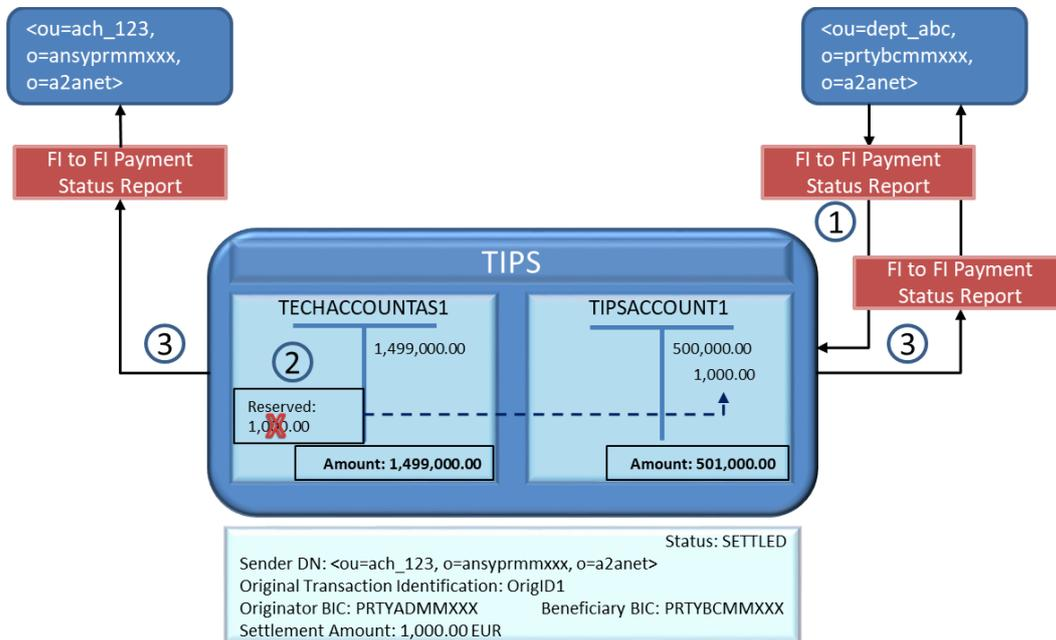 <ou=ach_123,
o=ansyprmmxxx,
o=a2anet>
<ou=dept_abc,
o=prtybcmmxxx,
o=a2anet>
FI to FI Payment
Status Report
FI to FI Payment
Status Report
1
FI to FI Payment
Status Report
TIPS
TECHACCOUNTAS1
1,499,000.00
2
Reserved:
1,000.00
Amount: 1,499,000.00
TIPSACCOUNT1
500,000.00
1,000.00
Amount: 501,000.00
3
3
Status: SETTLED
Sender DN: <ou=ach_123, o=ansyprmmxxx, o=a2anet>
Original Transaction Identification: OrigID1
Originator BIC: PRTYADMMXXX Beneficiary BIC: PRTYBCMMXXX
Settlement Amount: 1,000.00 EUR